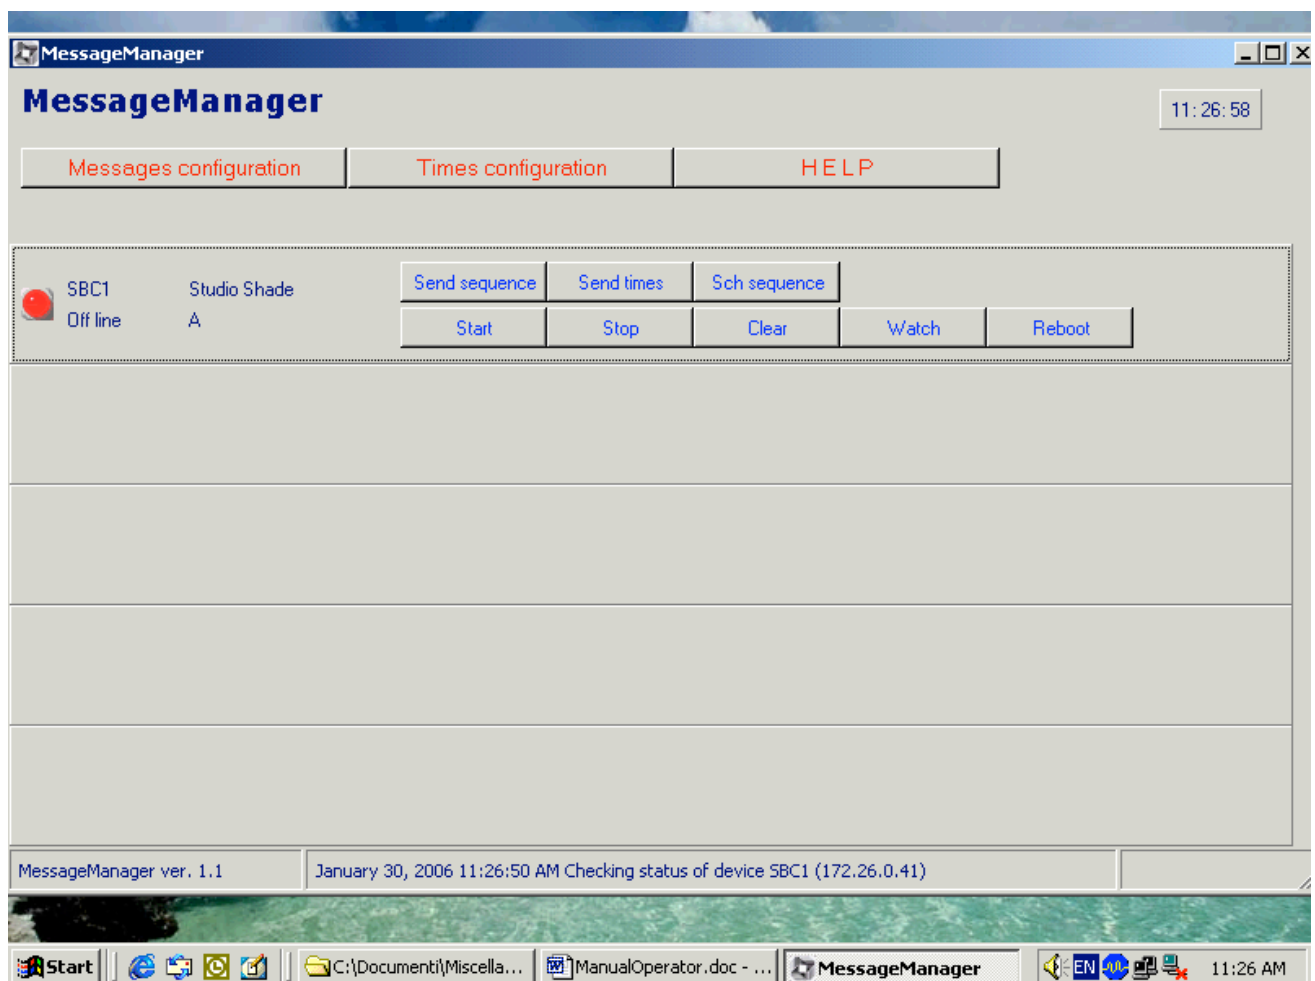 MessageManager
MessageManager
11:26:58
Messages configuration Times configuration HELP
SBC1 Studio Shade Send sequence Send times Sch sequence
Off line A Start Stop Clear Watch Reboot
MessageManager ver. 1.1 January 30, 2006 11:26:50 AM Checking status of device SBC1 (172.26.0.41)
Start C:\Documenti\Miscella... ManualOperator.doc - ... MessageManager EN 11:26 AM